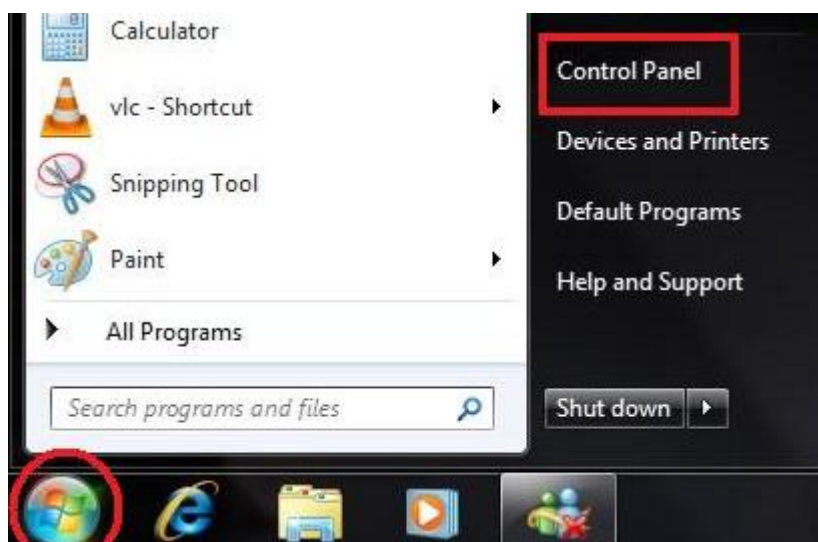 Calculator
vlc - Shortcut
Snipping Tool
Paint
All Programs
Search programs and files
Control Panel
Devices and Printers
Default Programs
Help and Support
Shut down